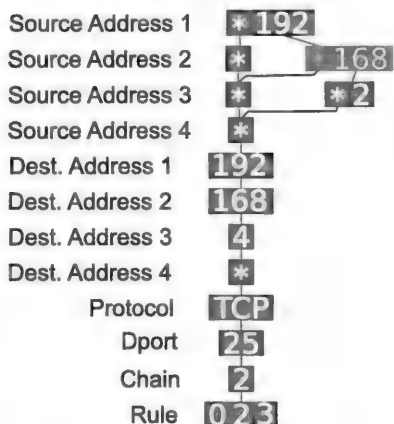 Source Address 1 * 192
Source Address 2 * 168
Source Address 3 * * 2
Source Address 4 *
Dest. Address 1 192
Dest. Address 2 168
Dest. Address 3 4
Dest. Address 4 *
Protocol TCP
Dport 25
Chain 2
Rule 0 2 3